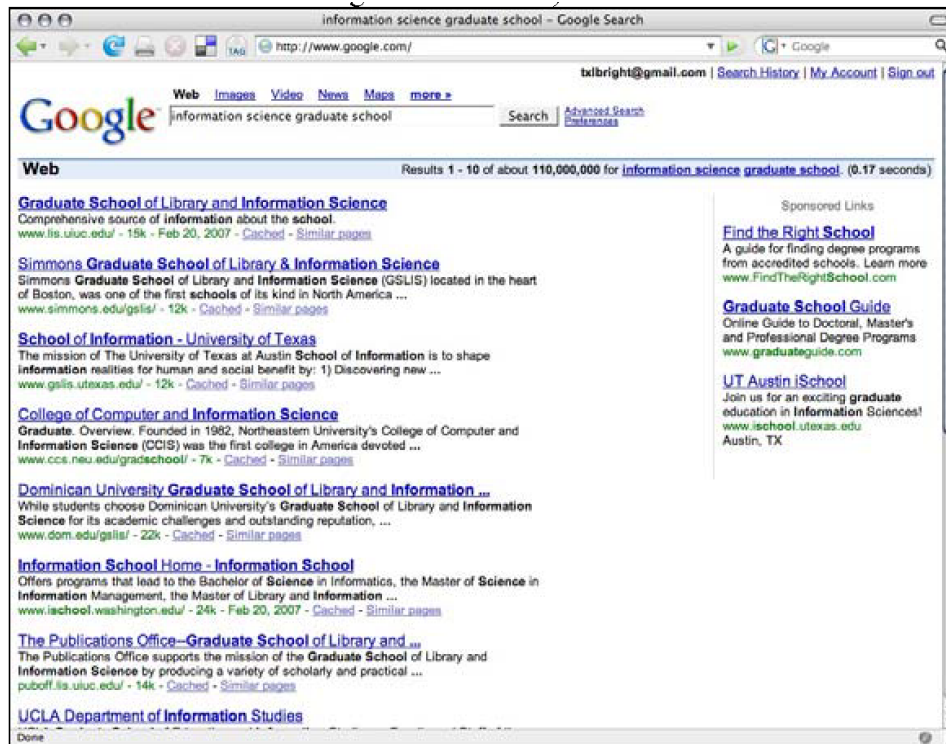 information science graduate school - Google Search
TAG
http://www.google.com/
Google
txlbright@gmail.com | Search History | My Account | Sign out
Google
Web Images Video News Maps more »
information science graduate school
Search
Advanced Search
Preferences
Web
Results 1 - 10 of about 110,000,000 for information science graduate school. (0.17 seconds)
Graduate School of Library and Information Science
Comprehensive source of information about the school.
www.lis.uiuc.edu/ - 15k - Feb 20, 2007 - Cached - Similar pages
Simmons Graduate School of Library & Information Science
Simmons Graduate School of Library and Information Science (GSLIS) located in the heart
of Boston, was one of the first schools of its kind in North America ...
www.simmons.edu/gslis/ - 12k - Cached - Similar pages
School of Information - University of Texas
The mission of The University of Texas at Austin School of Information is to shape
information realities for human and social benefit by: 1) Discovering new ...
www.gslis.utexas.edu/ - 12k - Cached - Similar pages
College of Computer and Information Science
Graduate. Overview. Founded in 1982, Northeastern University's College of Computer and
Information Science (CCIS) was the first college in America devoted ...
www.ccs.neu.edu/gradschool/ - 7k - Cached - Similar pages
Dominican University Graduate School of Library and Information ...
While students choose Dominican University's Graduate School of Library and Information
Science for its academic challenges and outstanding reputation, ...
www.dom.edu/gslis/ - 22k - Cached - Similar pages
Information School Home - Information School
Offers programs that lead to the Bachelor of Science in Informatics, the Master of Science in
Information Management, the Master of Library and Information ...
www.ischool.washington.edu/ - 24k - Feb 20, 2007 - Cached - Similar pages
The Publications Office--Graduate School of Library and ...
The Publications Office supports the mission of the Graduate School of Library and
Information Science by producing a variety of scholarly and practical ...
puboff.lis.uiuc.edu/ - 14k - Cached - Similar pages
UCLA Department of Information Studies
Sponsored Links
Find the Right School
A guide for finding degree programs
from accredited schools. Learn more
www.FindTheRightSchool.com
Graduate School Guide
Online Guide to Doctoral, Master's
and Professional Degree Programs
www.graduateguide.com
UT Austin iSchool
Join us for an exciting graduate
education in Information Sciences!
www.ischool.utexas.edu
Austin, TX
Done